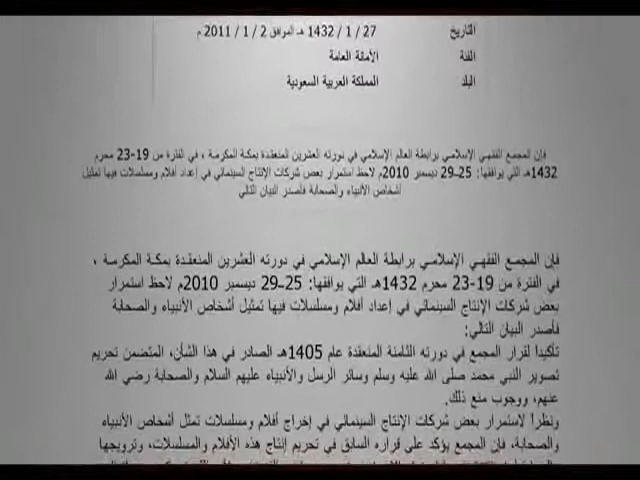 التاريخ 27 / 1 / 1432 هـ الموافق 2 / 1 / 2011 م
الفئة الأمانة العامة
البلد المملكة العربية السعودية
فإن المجمع الفقهي الإسلامي برابطة العالم الإسلامي في دورته العشرين المنعقدة بمكة المكرمة ، في الفترة من 19-23 محرم
1432هـ التي يوافقها: 25–29 ديسمبر 2010م لاحظ استمرار بعض شركات الإنتاج السينمائي في إعداد أفلام ومسلسلات فيها تمثيل
أشخاص الأنبياء والصحابة فأصدر البيان التالي
فإن المجمع الفقهي الإسلامي برابطة العالم الإسلامي في دورته العشرين المنعقدة بمكة المكرمة ،
في الفترة من 19-23 محرم 1432هـ التي يوافقها: 25–29 ديسمبر 2010م لاحظ استمرار
بعض شركات الإنتاج السينمائي في إعداد أفلام ومسلسلات فيها تمثيل أشخاص الأنبياء والصحابة
فأصدر البيان التالي:
تأكيداً لقرار المجمع في دورته الثامنة المنعقدة عام 1405هـ الصادر في هذا الشأن، المتضمن تحريم
تصوير النبي محمد صلى الله عليه وسلم وسائر الرسل والأنبياء عليهم السلام والصحابة رضي الله
عنهم، ووجوب منع ذلك.
ونظراً لاستمرار بعض شركات الإنتاج السينمائي في إخراج أفلام ومسلسلات تمثل أشخاص الأنبياء
والصحابة، فإن المجمع يؤكد على قراره السابق في تحريم إنتاج هذه الأفلام والمسلسلات، وترويجها